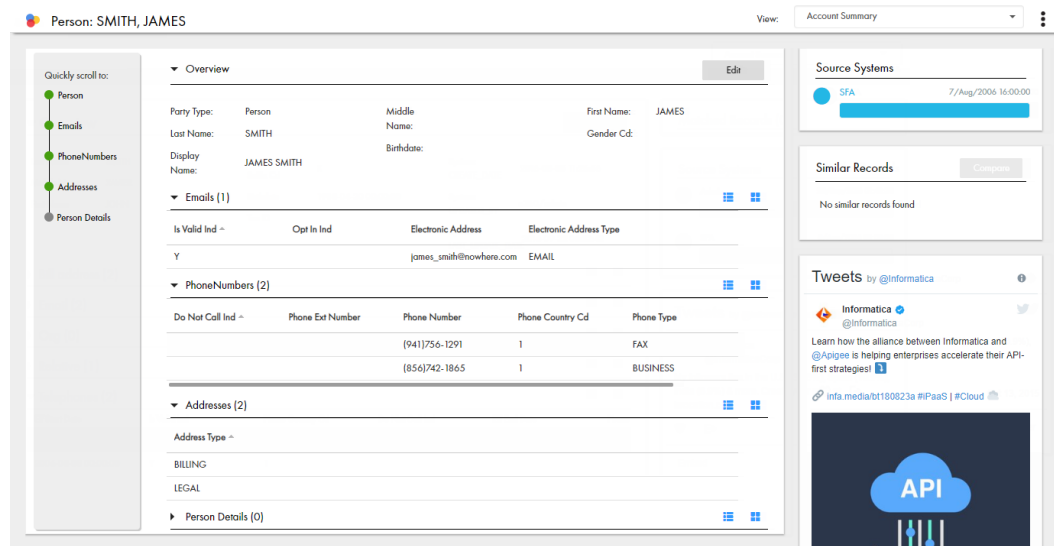 Person: SMITH, JAMES
View:
Account Summary
Quickly scroll to:
Person
Emails
PhoneNumbers
Addresses
Person Details
Overview
Edit
Party Type: Person
Middle Name:
First Name: JAMES
Last Name: SMITH
Birthdate:
Gender Cd:
Display Name: JAMES SMITH
Emails (1)
Is Valid Ind Opt In Ind Electronic Address Electronic Address Type
Y james_smith@nowhere.com EMAIL
PhoneNumbers (2)
Do Not Call Ind Phone Ext Number Phone Number Phone Country Cd Phone Type
(941)756-1291 1 FAX
(856)742-1865 1 BUSINESS
Addresses (2)
Address Type
BILLING
LEGAL
Person Details (0)
Source Systems
SFA 7/Aug/2006 16:00:00
Similar Records
Compare
No similar records found
Tweets by @Informatica
Informatica
@Informatica
Learn how the alliance between Informatica and
@Apigee is helping enterprises accelerate their API-
first strategies!
infa.media/bt180823a #iPaaS | #Cloud
API